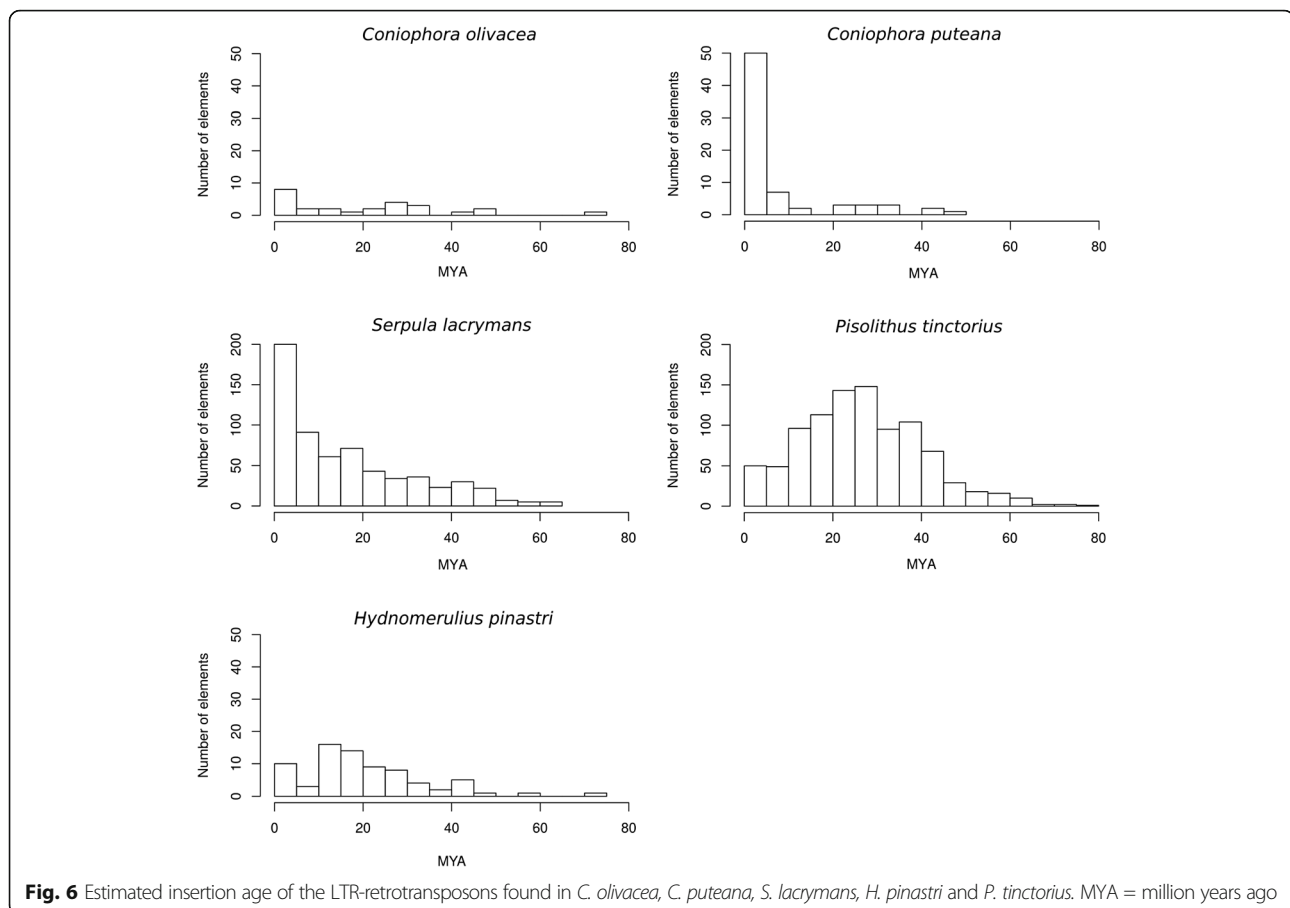 Coniophora olivacea
Number of elements
0 10 20 30 40 50
0 20 40 60 80
MYA
Coniophora puteana
Number of elements
0 10 20 30 40 50
0 20 40 60 80
MYA
Serpula lacrymans
Number of elements
0 50 100 150 200
0 20 40 60 80
MYA
Pisolithus tinctorius
Number of elements
0 50 100 150 200
0 20 40 60 80
MYA
Hydnomerulius pinastri
Number of elements
0 10 20 30 40 50
0 20 40 60 80
MYA
Fig. 6 Estimated insertion age of the LTR-retrotransposons found in C. olivacea, C. puteana, S. lacrymans, H. pinastri and P. tinctorius. MYA = million years ago